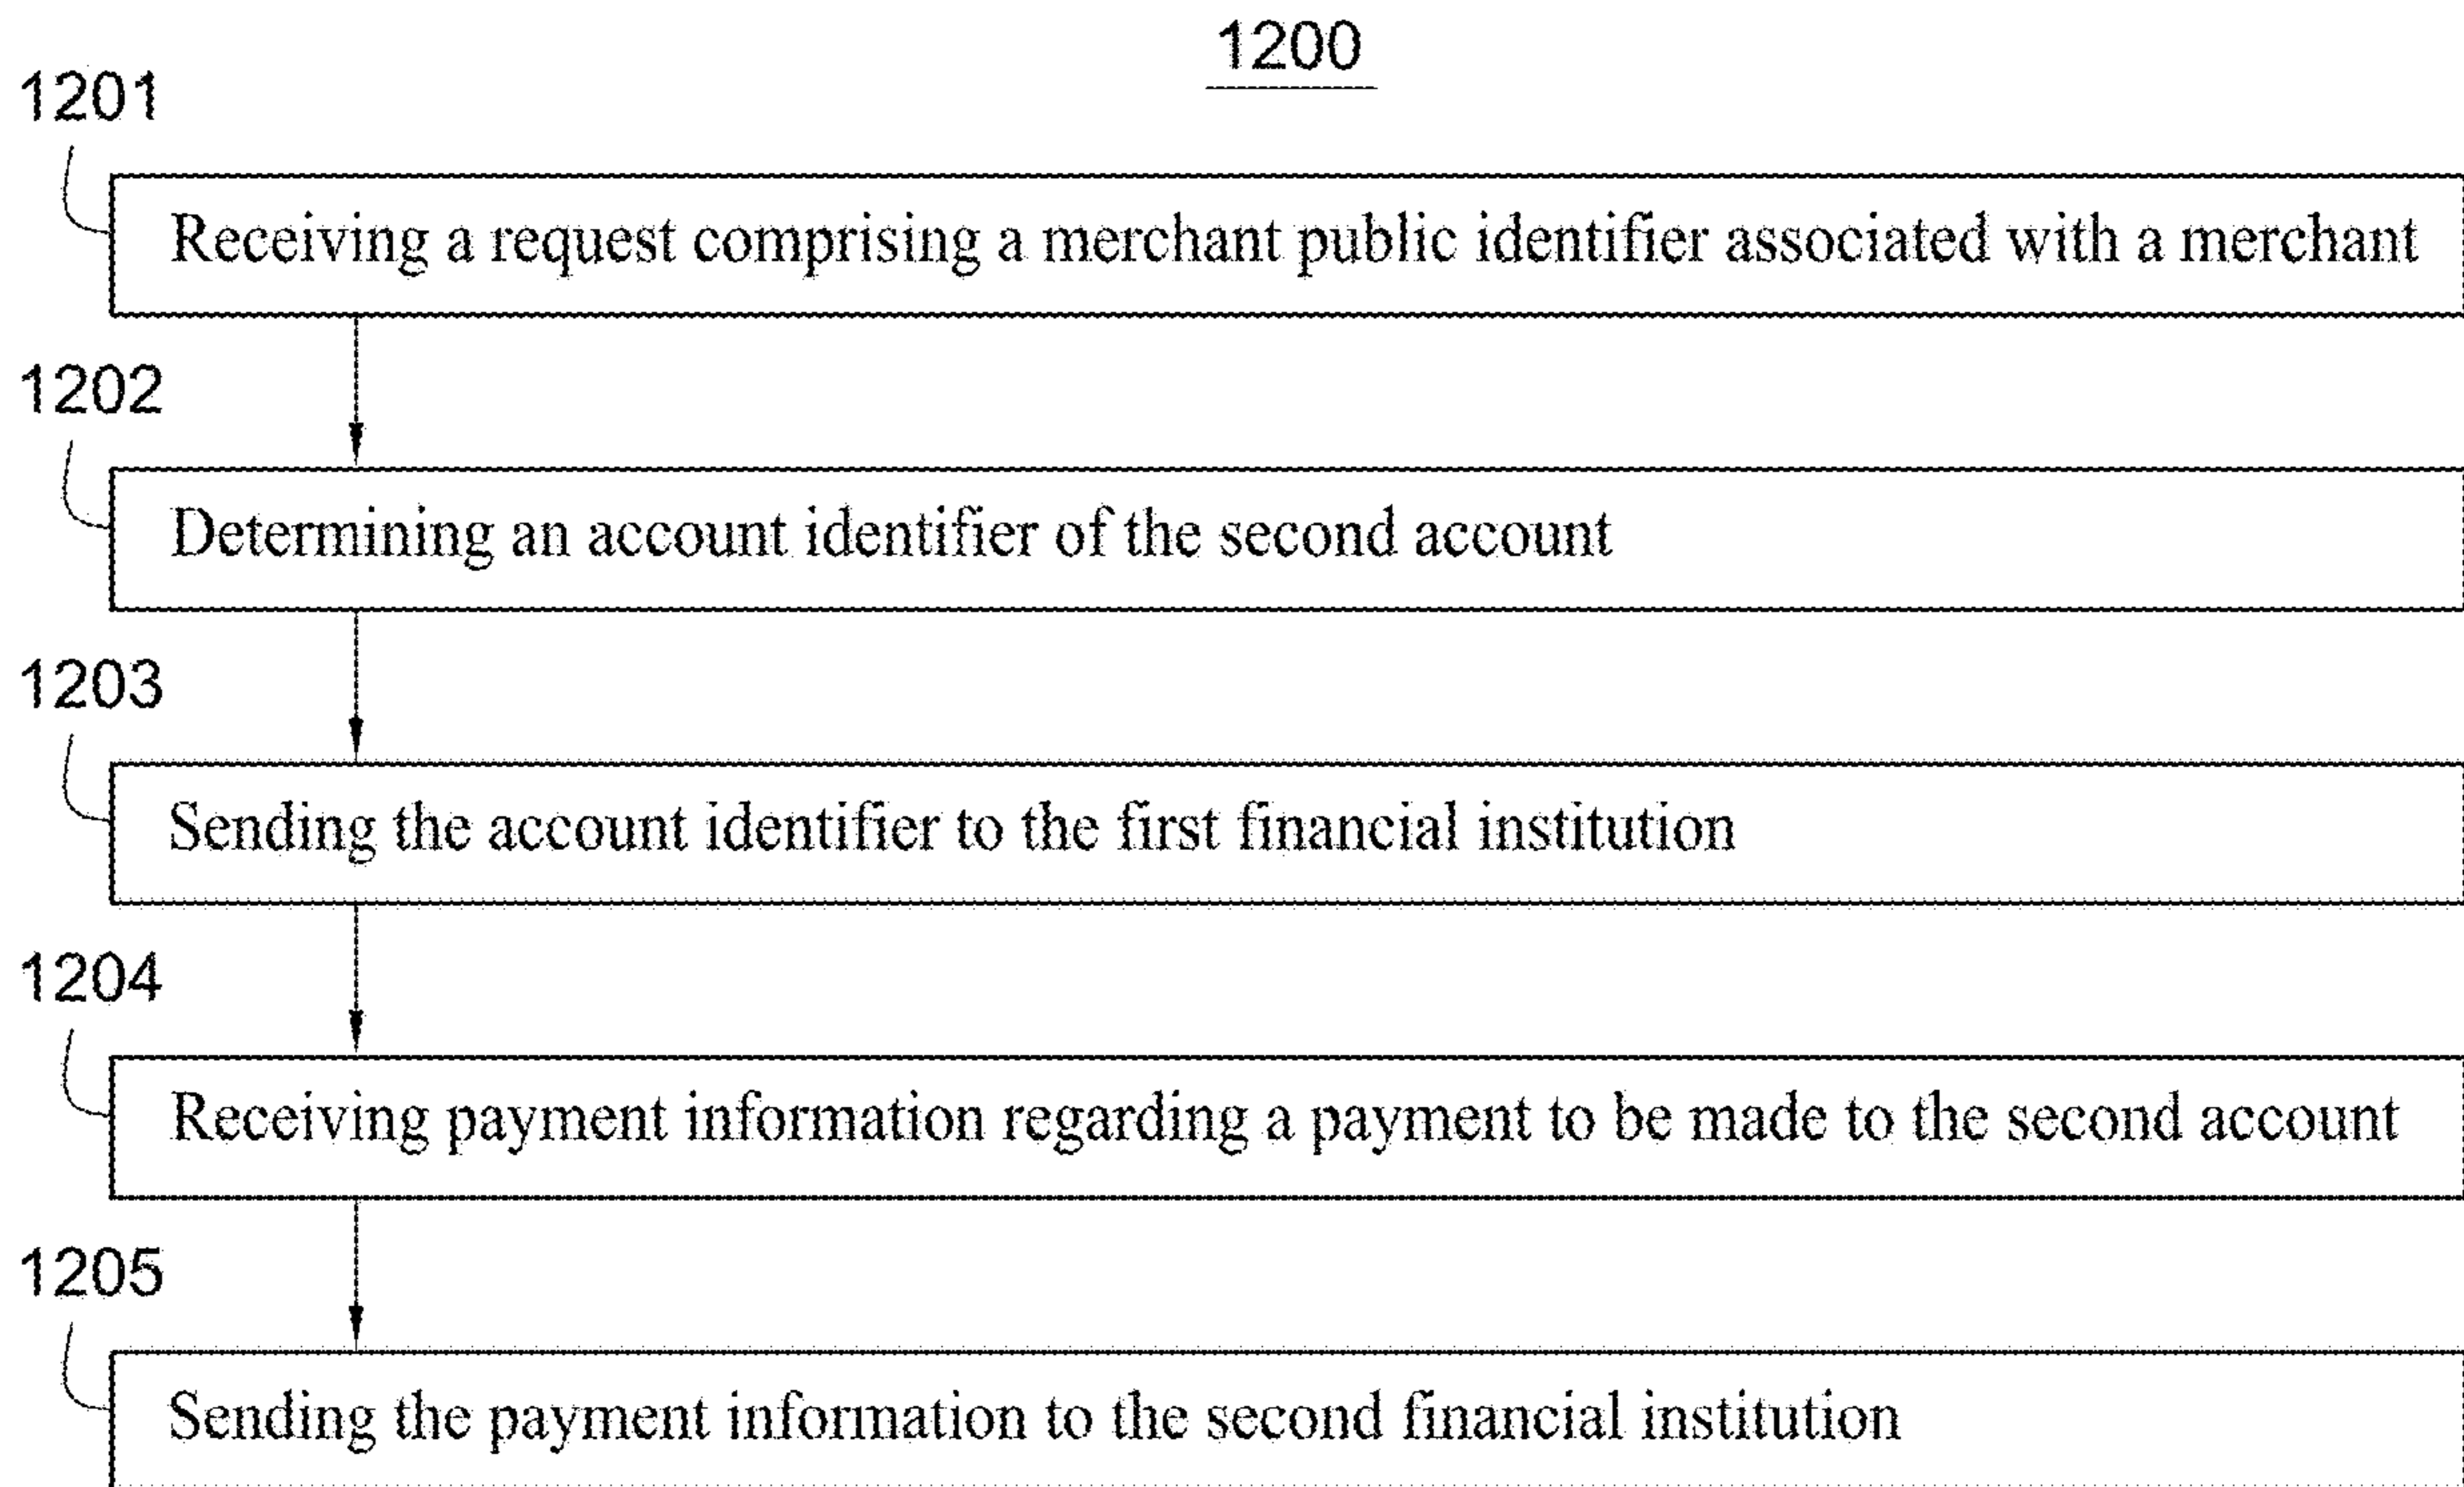 1200
1201
Receiving a request comprising a merchant public identifier associated with a merchant
1202
Determining an account identifier of the second account
1203
Sending the account identifier to the first financial institution
1204
Receiving payment information regarding a payment to be made to the second account
1205
Sending the payment information to the second financial institution